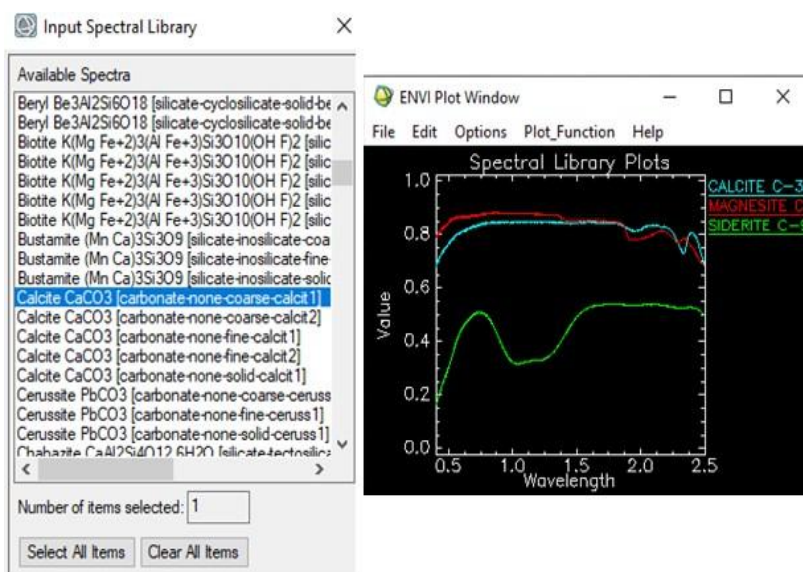 Input Spectral Library
Available Spectra
Beryl Be3Al2Si6O18 [silicate-cyclosilicate-solid-be
Beryl Be3Al2Si6O18 [silicate-cyclosilicate-solid-be
Biotite K(Mg Fe+2)3(Al Fe+3)Si3O10(OH F)2 [silic
Biotite K(Mg Fe+2)3(Al Fe+3)Si3O10(OH F)2 [silic
Biotite K(Mg Fe+2)3(Al Fe+3)Si3O10(OH F)2 [silic
Biotite K(Mg Fe+2)3(Al Fe+3)Si3O10(OH F)2 [silic
Biotite K(Mg Fe+2)3(Al Fe+3)Si3O10(OH F)2 [silic
Bustamite (Mn Ca)3Si3O9 [silicate-inosilicate-coa
Bustamite (Mn Ca)3Si3O9 [silicate-inosilicate-fine-
Bustamite (Mn Ca)3Si3O9 [silicate-inosilicate-solid
Calcite CaCO3 [carbonate-none-coarse-calcit1]
Calcite CaCO3 [carbonate-none-coarse-calcit2]
Calcite CaCO3 [carbonate-none-fine-calcit1]
Calcite CaCO3 [carbonate-none-fine-calcit2]
Calcite CaCO3 [carbonate-none-solid-calcit1]
Cerussite PbCO3 [carbonate-none-coarse-ceruss
Cerussite PbCO3 [carbonate-none-fine-ceruss1]
Cerussite PbCO3 [carbonate-none-solid-ceruss1]
Chabazite CaAl2Si4O12.6H2O [silicate-tectosilica
Number of items selected: 1
Select All Items Clear All Items
ENVI Plot Window
File Edit Options Plot_Function Help
Spectral Library Plots
CALCITE C-3
MAGNESITE C
SIDERITE C-9
Value
1.0
0.8
0.6
0.4
0.2
0.0
0.5 1.0 1.5 2.0 2.5
Wavelength